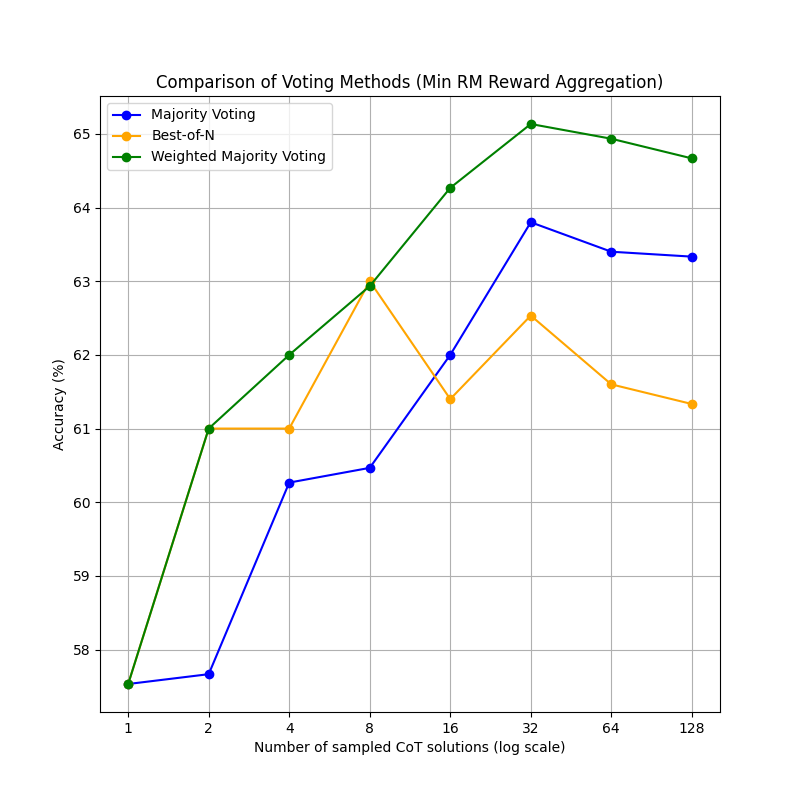 Comparison of Voting Methods (Min RM Reward Aggregation)
Majority Voting
Best-of-N
Weighted Majority Voting
65
64
63
62
61
60
59
58
Accuracy (%)
1 2 4 8 16 32 64 128
Number of sampled CoT solutions (log scale)